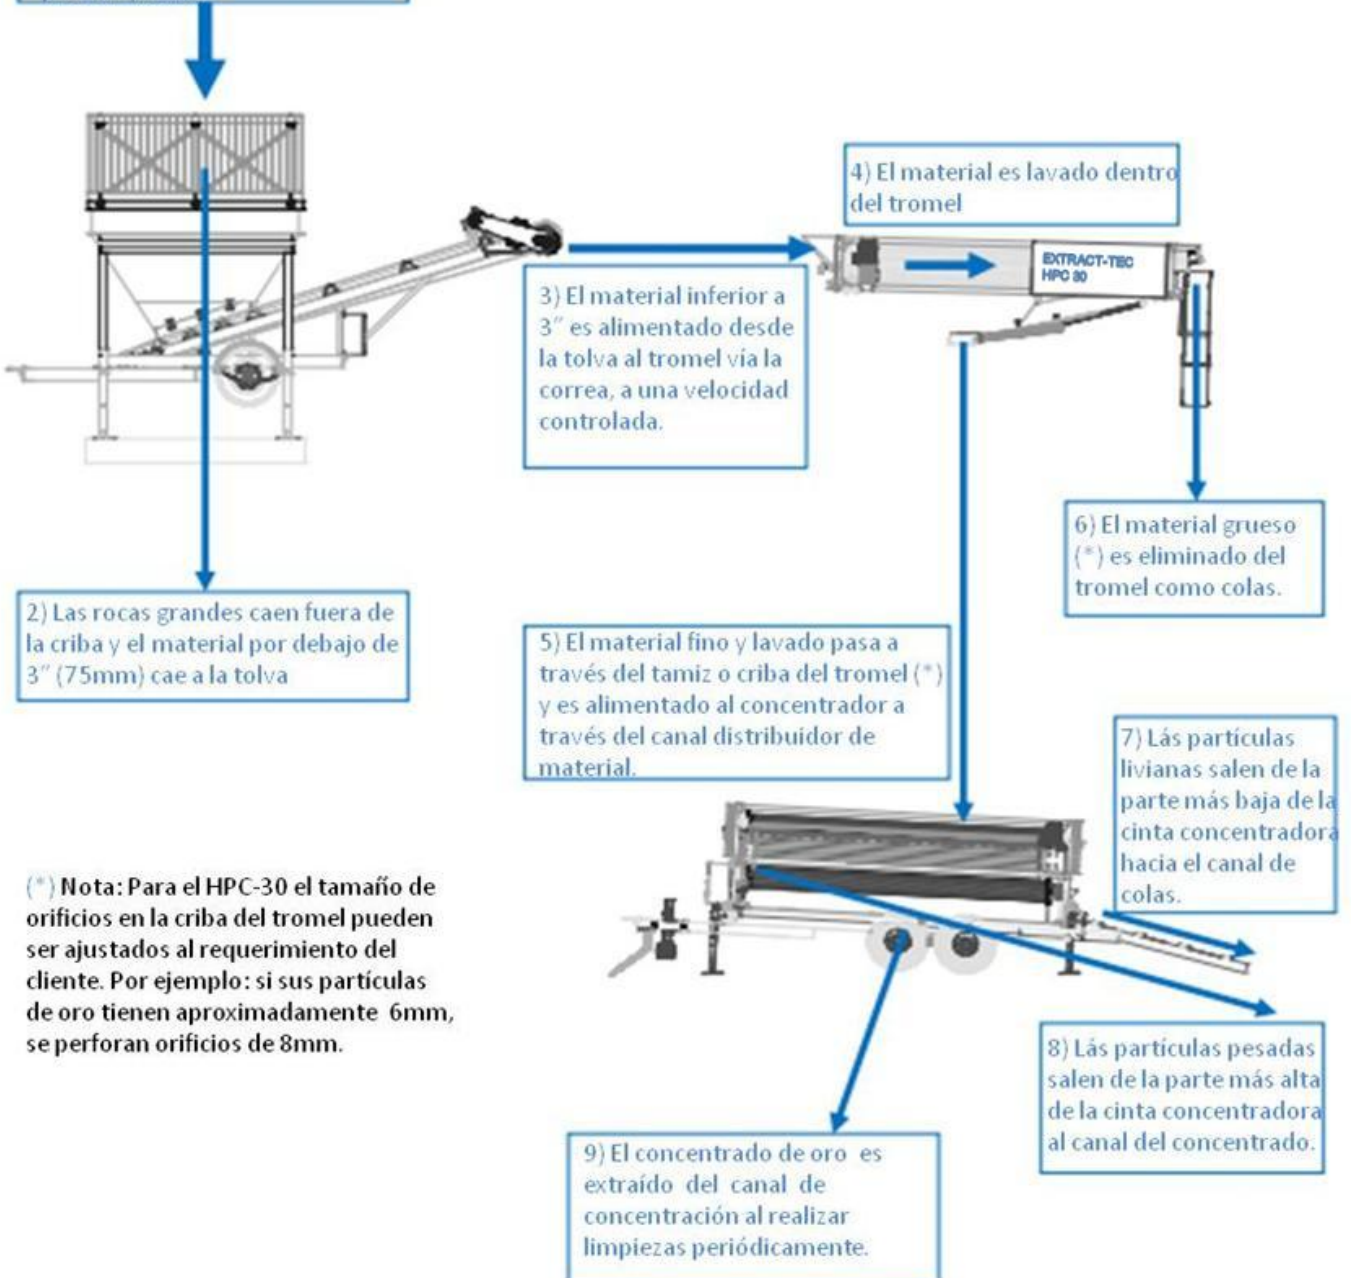 4) El material es lavado dentro
del tromel
EXTRACT-TEC
HPC 30
3) El material inferior a
3" es alimentado desde
la tolva al tromel vía la
correa, a una velocidad
controlada.
6) El material grueso
(*) es eliminado del
tromel como colas.
2) Las rocas grandes caen fuera de
la criba y el material por debajo de
3" (75mm) cae a la tolva
5) El material fino y lavado pasa a
través del tamiz o criba del tromel (*)
y es alimentado al concentrador a
través del canal distribuidor de
material.
7) Lás partículas
livianas salen de la
parte más baja de la
cinta concentradora
hacia el canal de
colas.
(*) Nota: Para el HPC-30 el tamaño de
orificios en la criba del tromel pueden
ser ajustados al requerimiento del
cliente. Por ejemplo: si sus partículas
de oro tienen aproximadamente 6mm,
se perforan orificios de 8mm.
8) Lás partículas pesadas
salen de la parte más alta
de la cinta concentradora
al canal del concentrado.
9) El concentrado de oro es
extraído del canal de
concentración al realizar
limpiezas periódicamente.